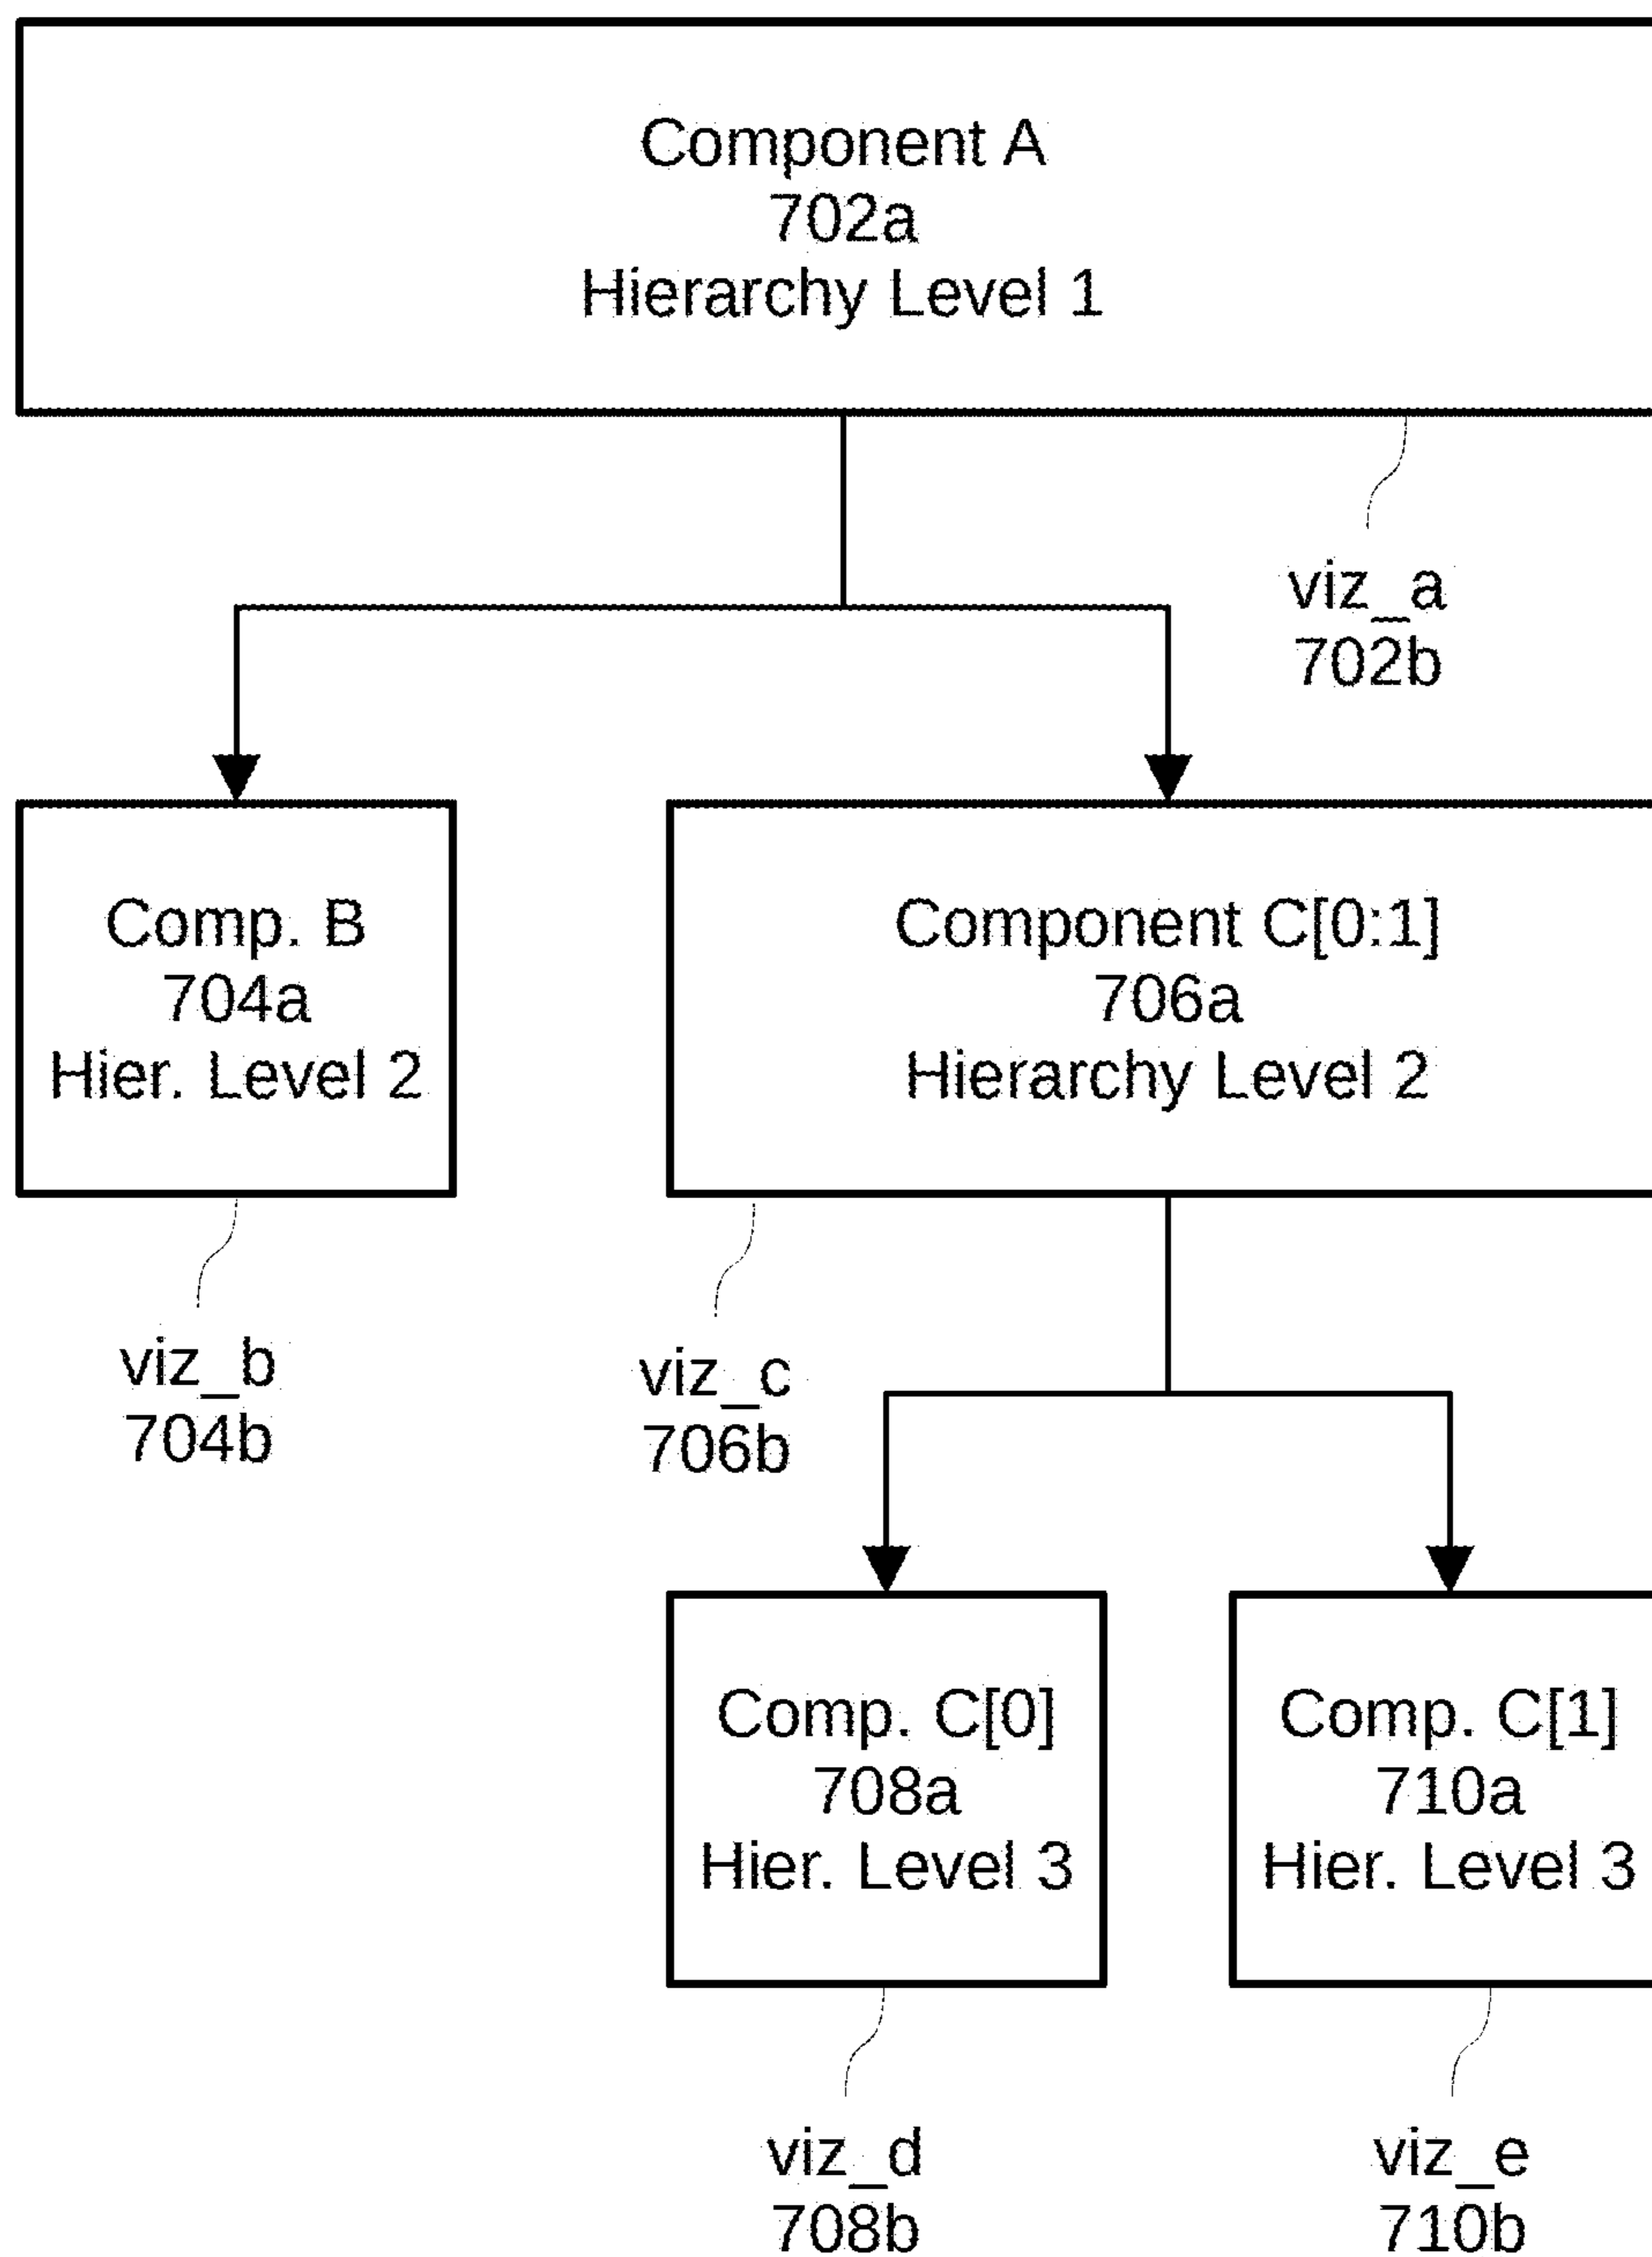 Component A
702a
Hierarchy Level 1
viz_a
702b
Comp. B
704a
Hier. Level 2
Component C[0:1]
706a
Hierarchy Level 2
viz_b
704b
viz_c
706b
Comp. C[0]
708a
Hier. Level 3
Comp. C[1]
710a
Hier. Level 3
viz_d
708b
viz_e
710b